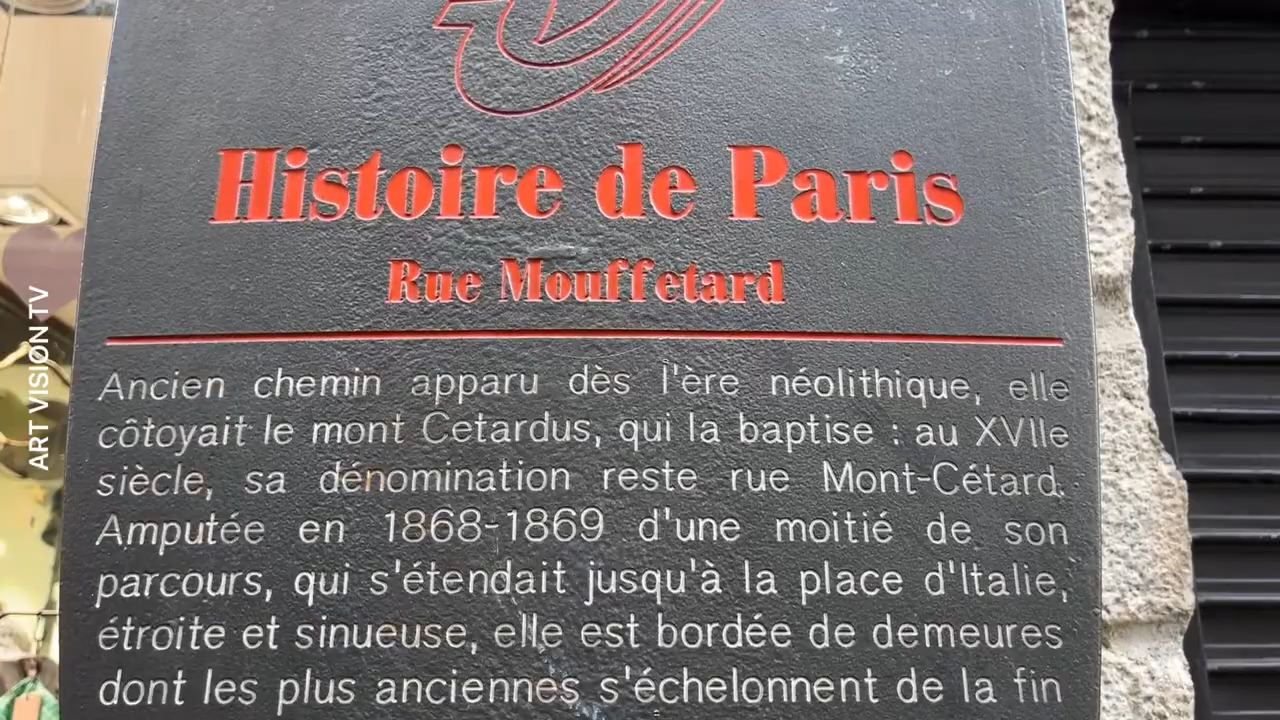 Histoire de Paris
Rue Mouffetard
Ancien chemin apparu dès l'ère néolithique, elle
côtoyait le mont Cetardus, qui la baptise : au XVIIe
siècle, sa dénomination reste rue Mont-Cétard.
Amputée en 1868-1869 d'une moitié de son
parcours, qui s'étendait jusqu'à la place d'Italie,
étroite et sinueuse, elle est bordée de demeures
dont les plus anciennes s'échelonnent de la fin
ART VISION TV